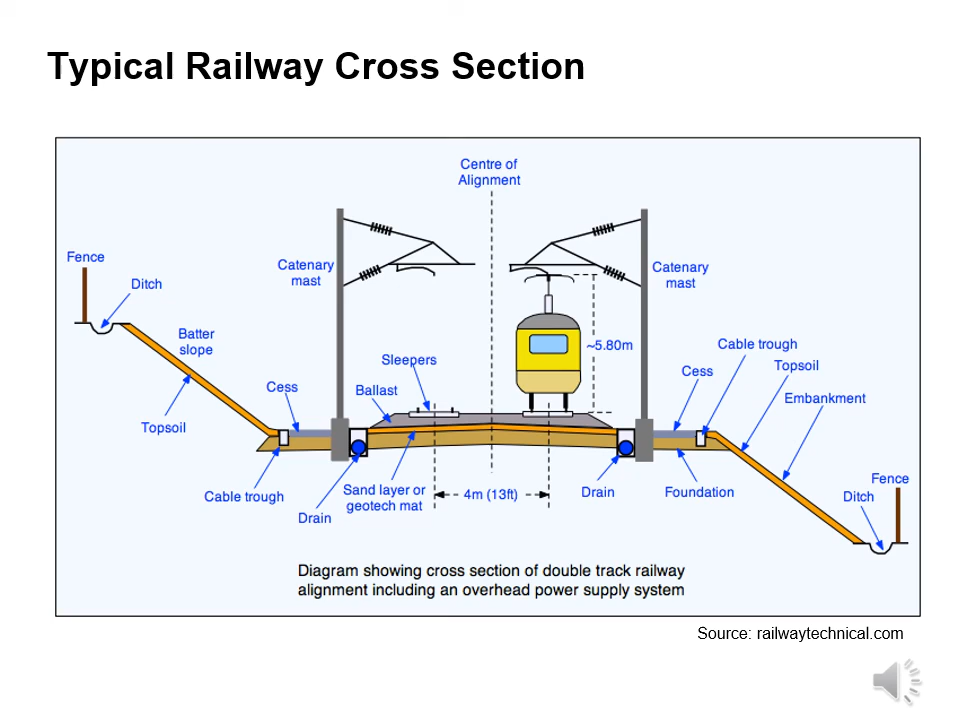 Typical Railway Cross Section
Centre of
Alignment
Fence
Ditch
Catenary
mast
Catenary
mast
Batter
slope
~5.80m
Cable trough
Sleepers
Topsoil
Cess
Cess
Ballast
Embankment
Topsoil
Cable trough
Sand layer or
geotech mat
4m (13ft)
Drain
Foundation
Drain
Fence
Ditch
Diagram showing cross section of double track railway
alignment including an overhead power supply system
Source: railwaytechnical.com